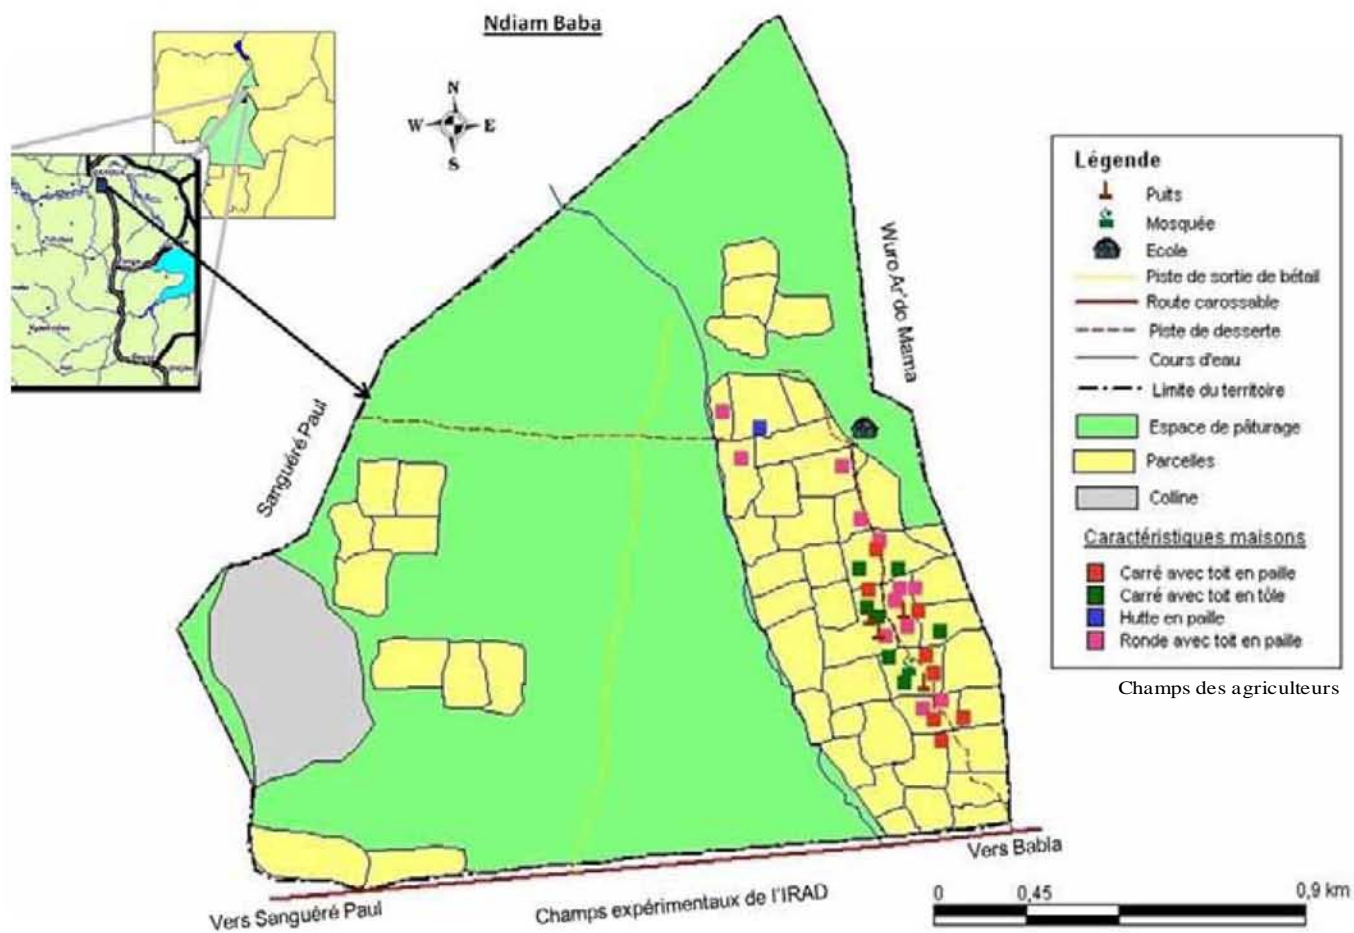 Ndiam Baba
N
W E
S
Wuro Ar'do Mama
Sanguéré Paul
Légende
Puits
Mosquée
Ecole
Piste de sortie de bétail
Route carossable
Piste de desserte
Cours d'eau
Limite du territoire
Espace de pâturage
Parcelles
Colline
Caractéristiques maisons
Carré avec toit en paille
Carré avec toit en tôle
Hutte en paille
Ronde avec toit en paille
Champs des agriculteurs
Vers Babla
Vers Sanguéré Paul
Champs expérimentaux de l'IRAD
0 0,45 0,9 km